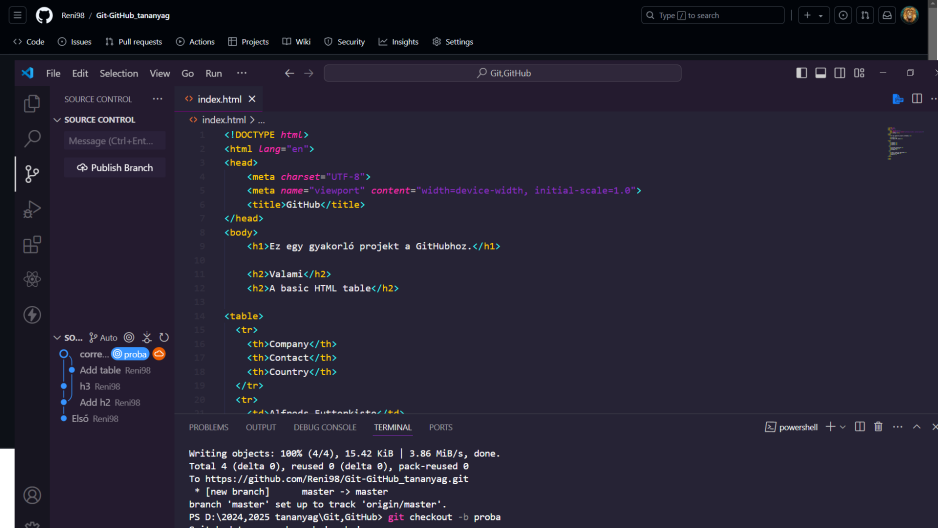 Reni98 / Git-GitHub_tananyag
Type / to search
Code Issues Pull requests Actions Projects Wiki Security Insights Settings
File Edit Selection View Go Run ...
Git,GitHub
SOURCE CONTROL ...
SOURCE CONTROL
Message (Ctrl+Ent...
Publish Branch
SO... Auto
corre... proba
Add table Reni98
h3 Reni98
Add h2 Reni98
Első Reni98
index.html
index.html > ...
1 <!DOCTYPE html>
2 <html lang="en">
3 <head>
4 <meta charset="UTF-8">
5 <meta name="viewport" content="width=device-width, initial-scale=1.0">
6 <title>GitHub</title>
7 </head>
8 <body>
9 <h1>Ez egy gyakorló projekt a GitHubhoz.</h1>
10
11 <h2>Valami</h2>
12 <h2>A basic HTML table</h2>
13
14 <table>
15 <tr>
16 <th>Company</th>
17 <th>Contact</th>
18 <th>Country</th>
19 </tr>
20 <tr>
21 <td>Alfreds Futterkiste</td>
PROBLEMS OUTPUT DEBUG CONSOLE TERMINAL PORTS
powershell
Writing objects: 100% (4/4), 15.42 KiB | 3.86 MiB/s, done.
Total 4 (delta 0), reused 0 (delta 0), pack-reused 0
To https://github.com/Reni98/Git-GitHub_tananyag.git
* [new branch] master -> master
branch 'master' set up to track 'origin/master'.
PS D:\2024,2025 tananyag\Git,GitHub> git checkout -b proba